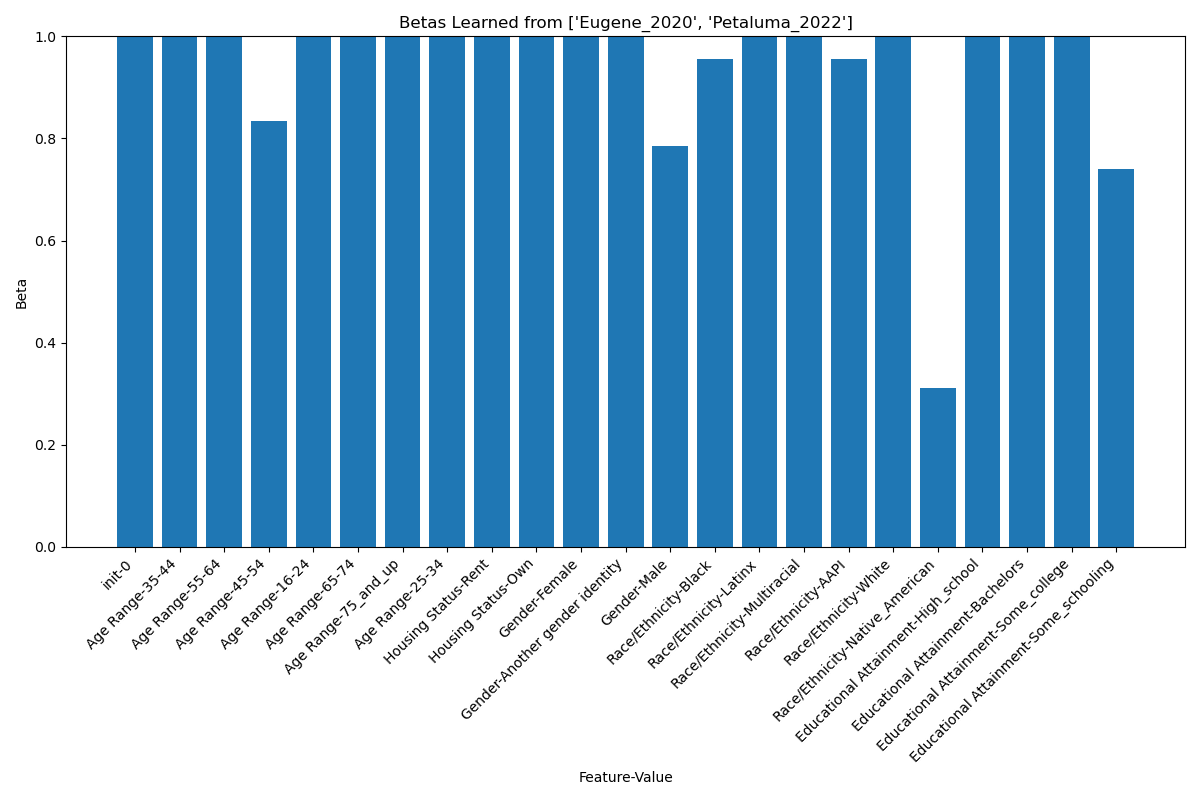 Betas Learned from ['Eugene_2020', 'Petaluma_2022']
Beta
1.0
0.8
0.6
0.4
0.2
0.0
init-0
Age Range-35-44
Age Range-55-64
Age Range-45-54
Age Range-16-24
Age Range-65-74
Age Range-75_and_up
Age Range-25-34
Housing Status-Rent
Housing Status-Own
Gender-Female
Gender-Another gender identity
Gender-Male
Race/Ethnicity-Black
Race/Ethnicity-Latinx
Race/Ethnicity-Multiracial
Race/Ethnicity-AAPI
Race/Ethnicity-White
Race/Ethnicity-Native_American
Educational Attainment-High_school
Educational Attainment-Bachelors
Educational Attainment-Some_college
Educational Attainment-Some_schooling
Feature-Value